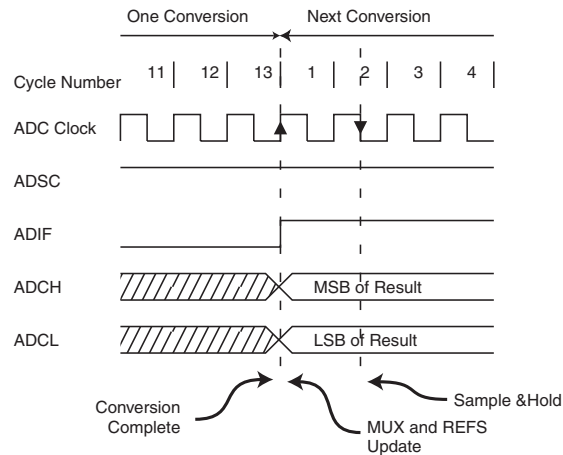 One Conversion Next Conversion
Cycle Number 11 12 13 1 2 3 4
ADC Clock
ADSC
ADIF
ADCH MSB of Result
ADCL LSB of Result
Conversion
Complete
MUX and REFS
Update
Sample &Hold